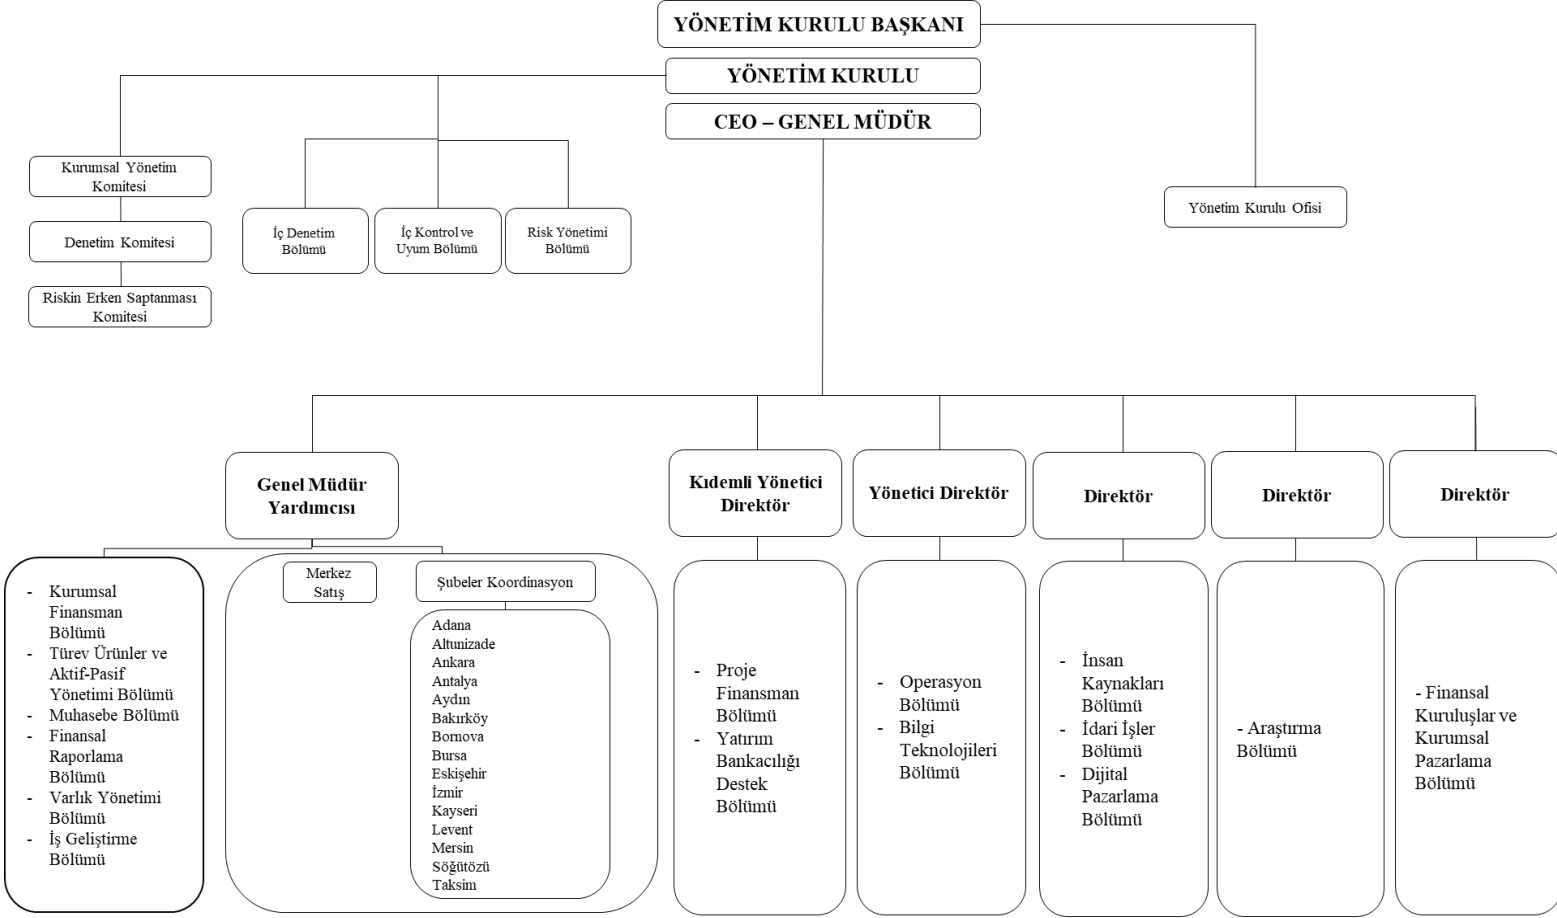 YÖNETİM KURULU BAŞKANI
YÖNETİM KURULU
CEO – GENEL MÜDÜR
Kurumsal Yönetim
Komitesi
Denetim Komitesi
Riskin Erken Saptanması
Komitesi
İç Denetim
Bölümü
İç Kontrol ve
Uyum Bölümü
Risk Yönetimi
Bölümü
Yönetim Kurulu Ofisi
Genel Müdür
Yardımcısı
Kıdemli Yönetici
Direktör
Yönetici Direktör
Direktör
Direktör
Direktör
- Kurumsal
Finansman
Bölümü
- Türev Ürünler ve
Aktif-Pasif
Yönetimi Bölümü
- Muhasebe Bölümü
- Finansal
Raporlama
Bölümü
- Varlık Yönetimi
Bölümü
- İş Geliştirme
Bölümü
Merkez
Satış
Şubeler Koordinasyon
Adana
Altunizade
Ankara
Antalya
Aydın
Bakırköy
Bornova
Bursa
Eskişehir
İzmir
Kayseri
Levent
Mersin
Söğütözü
Taksim
- Proje
Finansman
Bölümü
- Yatırım
Bankacılığı
Destek
Bölümü
- Operasyon
Bölümü
- Bilgi
Teknolojileri
Bölümü
- İnsan
Kaynakları
Bölümü
- İdari İşler
Bölümü
- Dijital
Pazarlama
Bölümü
- Araştırma
Bölümü
- Finansal
Kuruluşlar ve
Kurumsal
Pazarlama
Bölümü